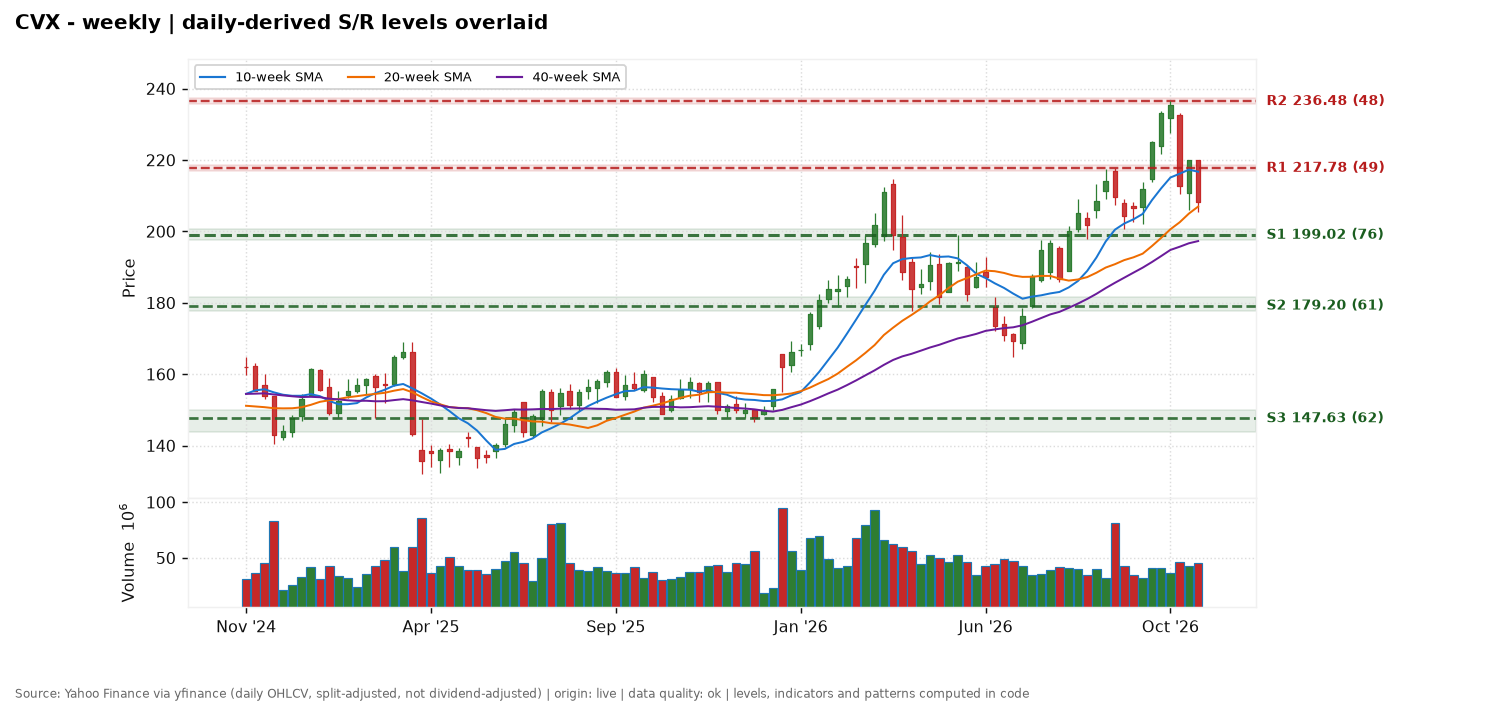 CVX - weekly | daily-derived S/R levels overlaid
10-week SMA
20-week SMA
40-week SMA
Price
240
220
200
180
160
140
R2 236.48 (48)
R1 217.78 (49)
S1 199.02 (76)
S2 179.20 (61)
S3 147.63 (62)
Volume 10⁶
100
50
Nov '24
Apr '25
Sep '25
Jan '26
Jun '26
Oct '26
Source: Yahoo Finance via yfinance (daily OHLCV, split-adjusted, not dividend-adjusted) | origin: live | data quality: ok | levels, indicators and patterns computed in code